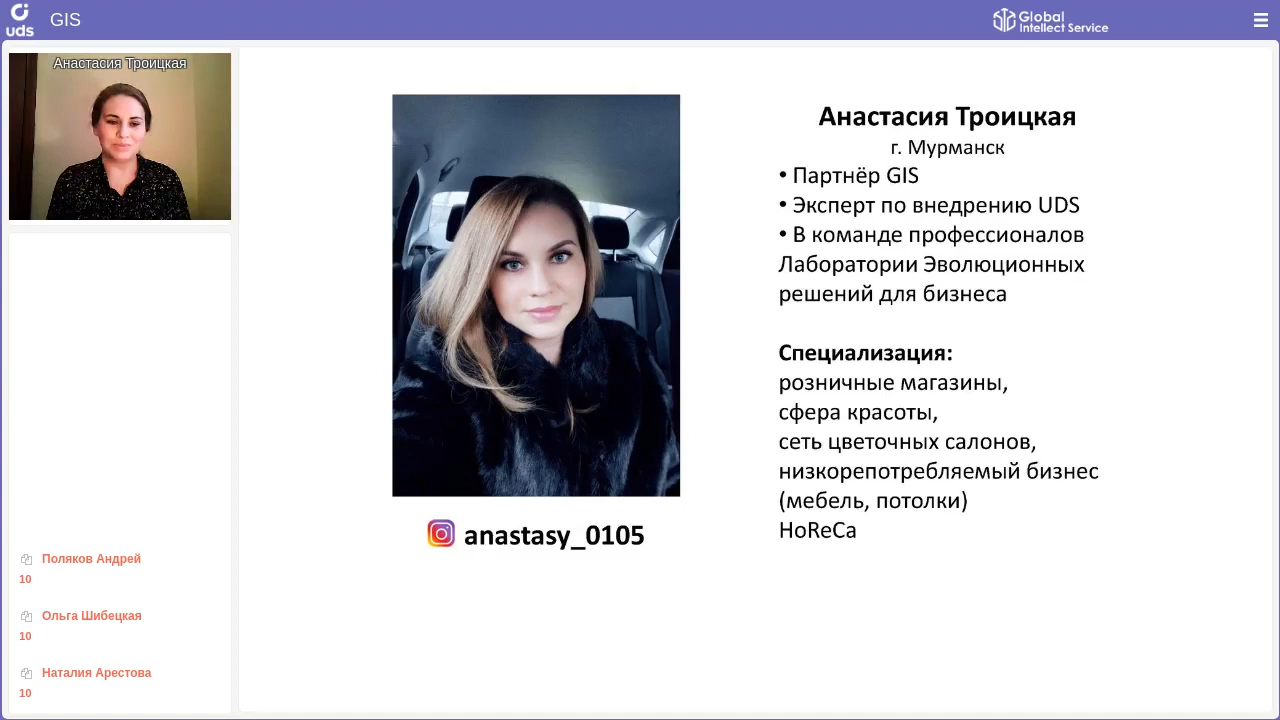 uds
GIS
Global
Intellect Service
Анастасия Троицкая
Анастасия Троицкая
г. Мурманск
• Партнёр GIS
• Эксперт по внедрению UDS
• В команде профессионалов
Лаборатории Эволюционных
решений для бизнеса
Специализация:
розничные магазины,
сфера красоты,
сеть цветочных салонов,
низкорепотребляемый бизнес
(мебель, потолки)
HoReCa
anastasy_0105
Поляков Андрей
10
Ольга Шибецкая
10
Наталия Арестова
10